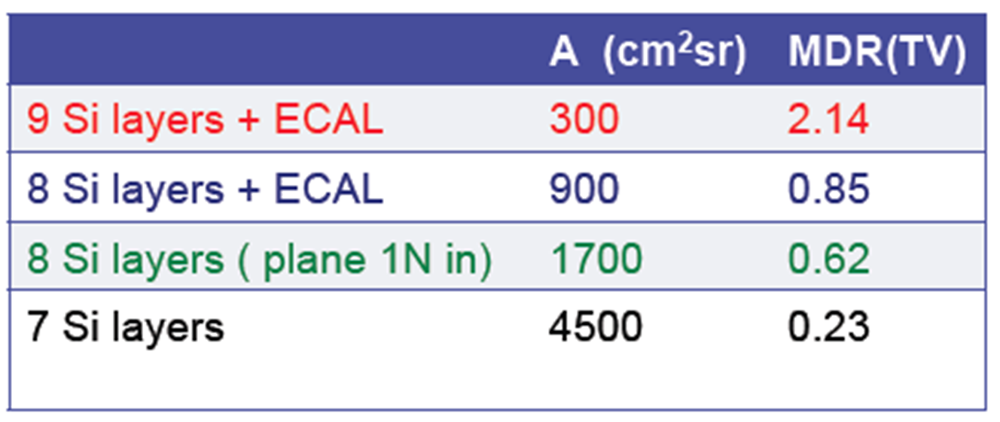 A (cm²sr) MDR(TV)
9 Si layers + ECAL 300 2.14
8 Si layers + ECAL 900 0.85
8 Si layers ( plane 1N in) 1700 0.62
7 Si layers 4500 0.23